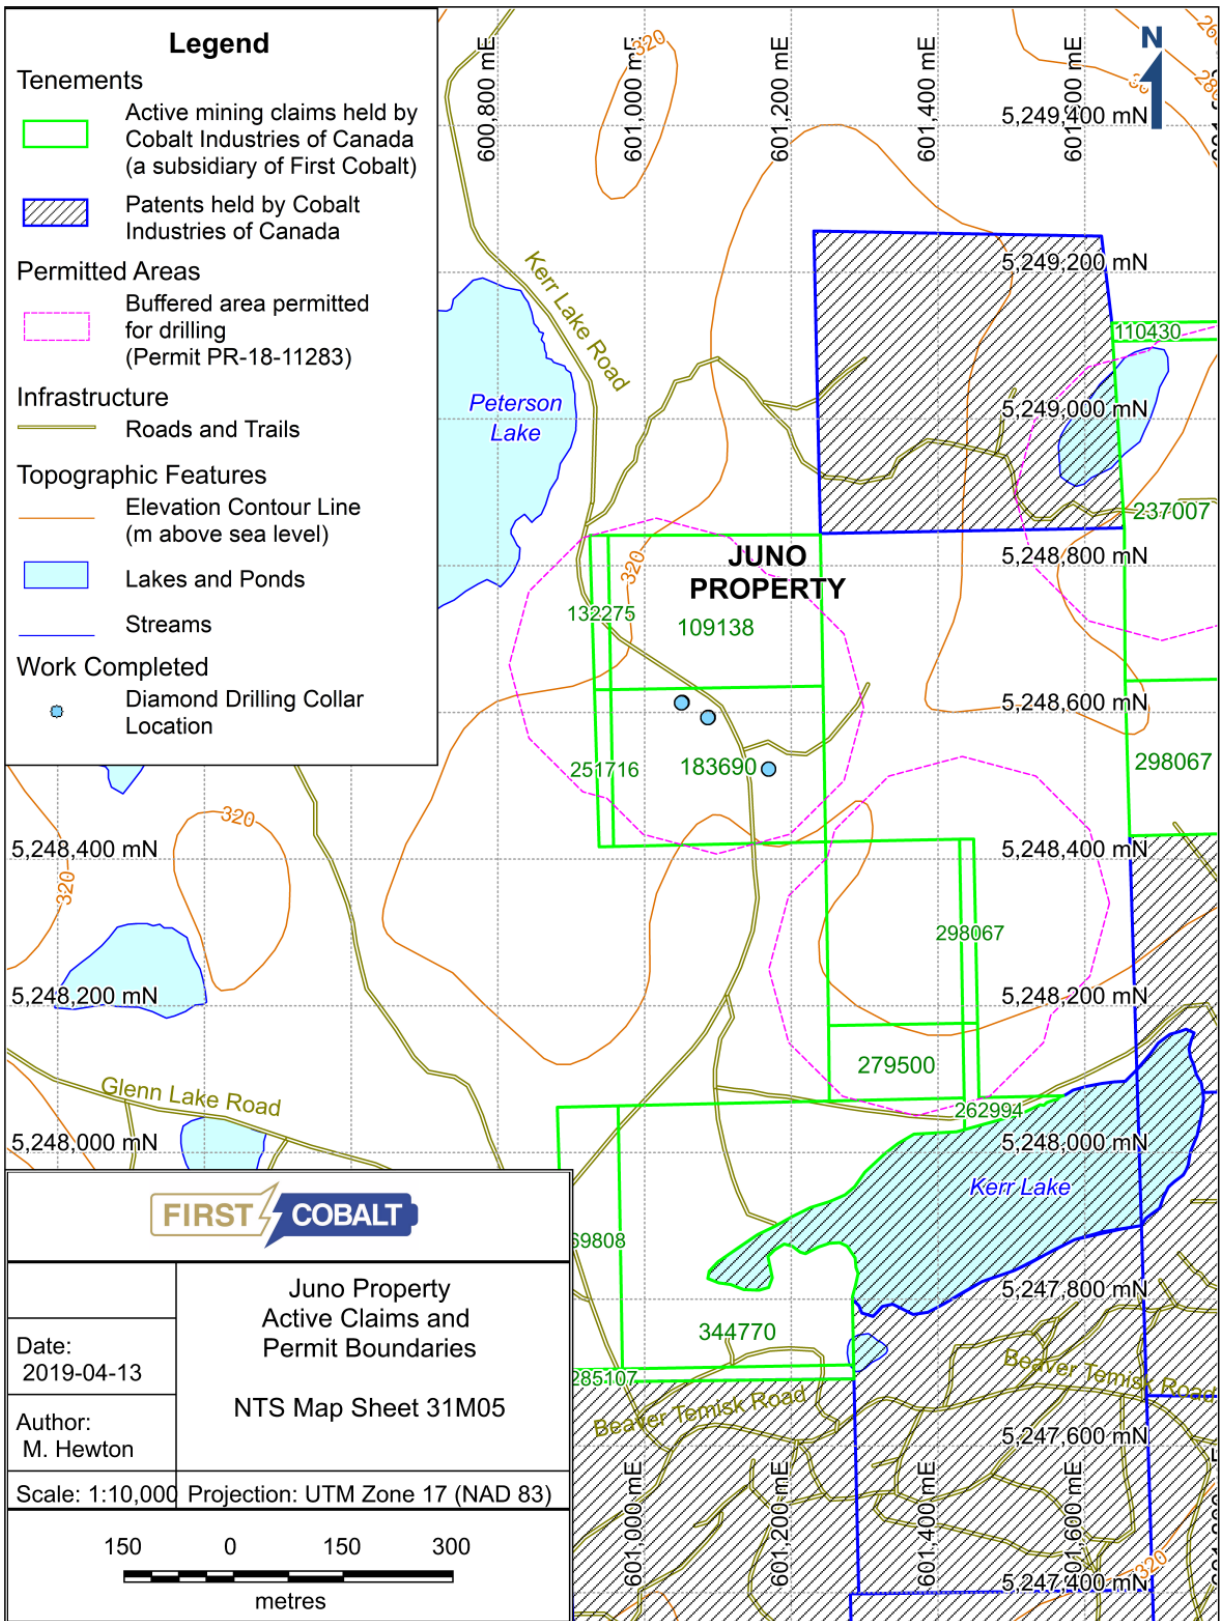 Legend
Tenements
Active mining claims held by
Cobalt Industries of Canada
(a subsidiary of First Cobalt)
Patents held by Cobalt
Industries of Canada
Permitted Areas
Buffered area permitted
for drilling
(Permit PR-18-11283)
Infrastructure
Roads and Trails
Topographic Features
Elevation Contour Line
(m above sea level)
Lakes and Ponds
Streams
Work Completed
Diamond Drilling Collar
Location
600,800 mE
601,000 mE
601,200 mE
601,400 mE
N
320
5,249,400 mN
Kerr Lake Road
5,249,200 mN
110430
Peterson
Lake
5,249,000 mN
237007
JUNO
PROPERTY
5,248,800 mN
320
132275
109138
5,248,600 mN
251716
183690
298067
320
5,248,400 mN
5,248,400 mN
320
298067
5,248,200 mN
5,248,200 mN
279500
Glenn Lake Road
262994
5,248,000 mN
5,248,000 mN
Kerr Lake
69808
5,247,800 mN
344770
285107
Beaver Temisk Road
Beaver Temisk Road
5,247,600 mN
601,000 mE
601,200 mE
601,400 mE
601,600 mE
320
5,247,400 mN
FIRST COBALT
Juno Property
Active Claims and
Permit Boundaries
NTS Map Sheet 31M05
Date:
2019-04-13
Author:
M. Hewton
Scale: 1:10,000
Projection: UTM Zone 17 (NAD 83)
150 0 150 300
metres